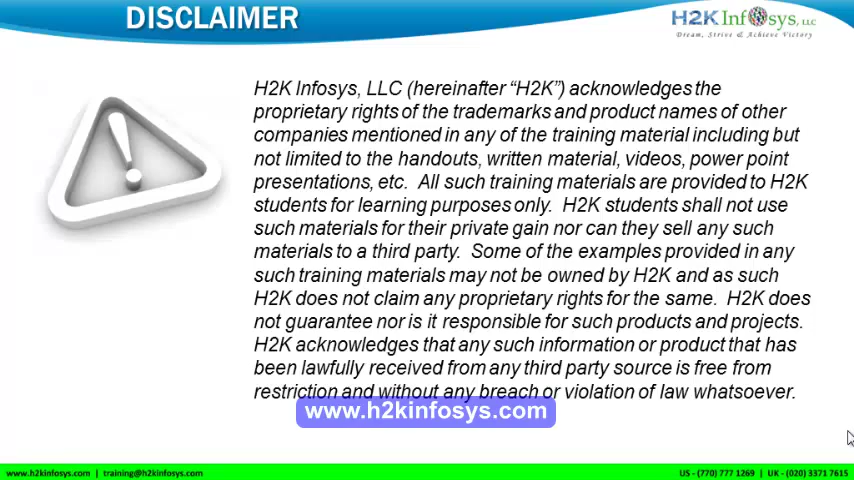 DISCLAIMER
H2K Infosys, LLC
Dream, Strive & Achieve Victory
H2K Infosys, LLC (hereinafter “H2K”) acknowledges the
proprietary rights of the trademarks and product names of other
companies mentioned in any of the training material including but
not limited to the handouts, written material, videos, power point
presentations, etc.  All such training materials are provided to H2K
students for learning purposes only.  H2K students shall not use
such materials for their private gain nor can they sell any such
materials to a third party.  Some of the examples provided in any
such training materials may not be owned by H2K and as such
H2K does not claim any proprietary rights for the same.  H2K does
not guarantee nor is it responsible for such products and projects.
H2K acknowledges that any such information or product that has
been lawfully received from any third party source is free from
restriction and without any breach or violation of law whatsoever.
www.h2kinfosys.com
www.h2kinfosys.com | training@h2kinfosys.com
US - (770) 777 1269 | UK - (020) 3371 7615